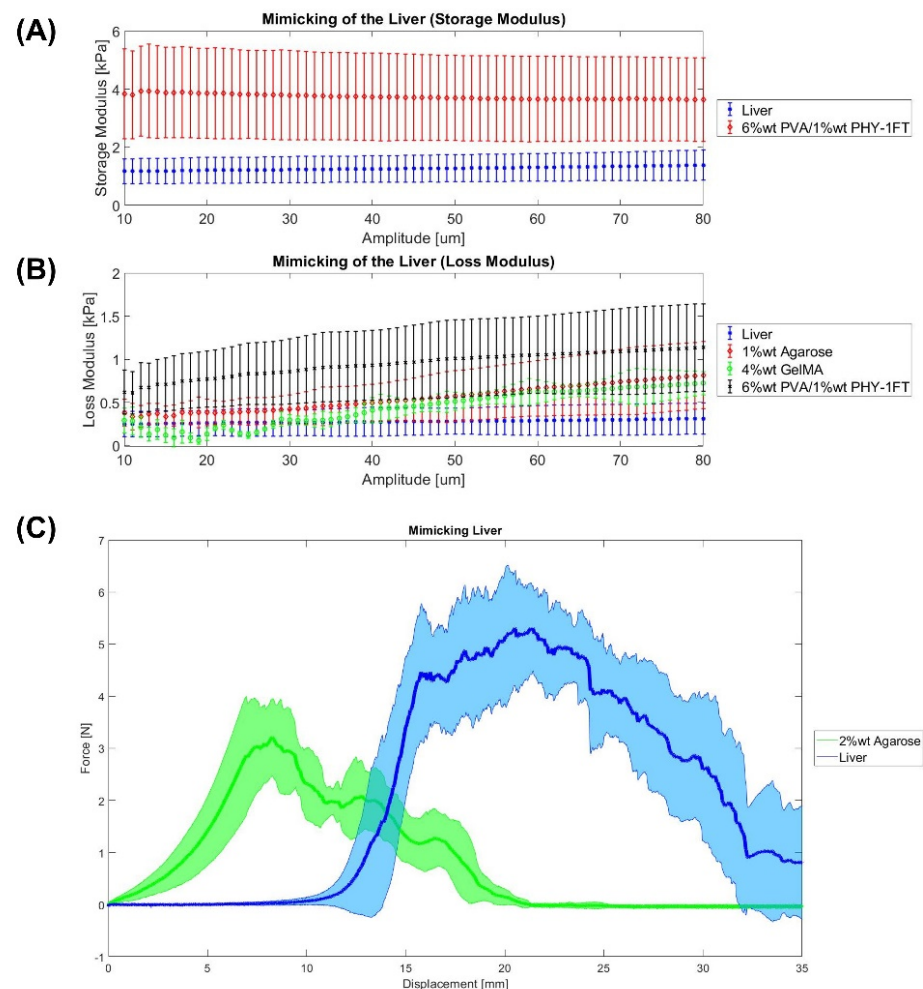 (A)
Mimicking of the Liver (Storage Modulus)
Storage Modulus [kPa]
6
4
2
0
10 20 30 40 50 60 70 80
Amplitude [um]
Liver
6%wt PVA/1%wt PHY-1FT
(B)
Mimicking of the Liver (Loss Modulus)
Loss Modulus [kPa]
2
1.5
1
0.5
0
10 20 30 40 50 60 70 80
Amplitude [um]
Liver
1%wt Agarose
4%wt GelMA
6%wt PVA/1%wt PHY-1FT
(C)
Mimicking Liver
Force [N]
7
6
5
4
3
2
1
0
-1
0 5 10 15 20 25 30 35
Displacement [mm]
2%wt Agarose
Liver